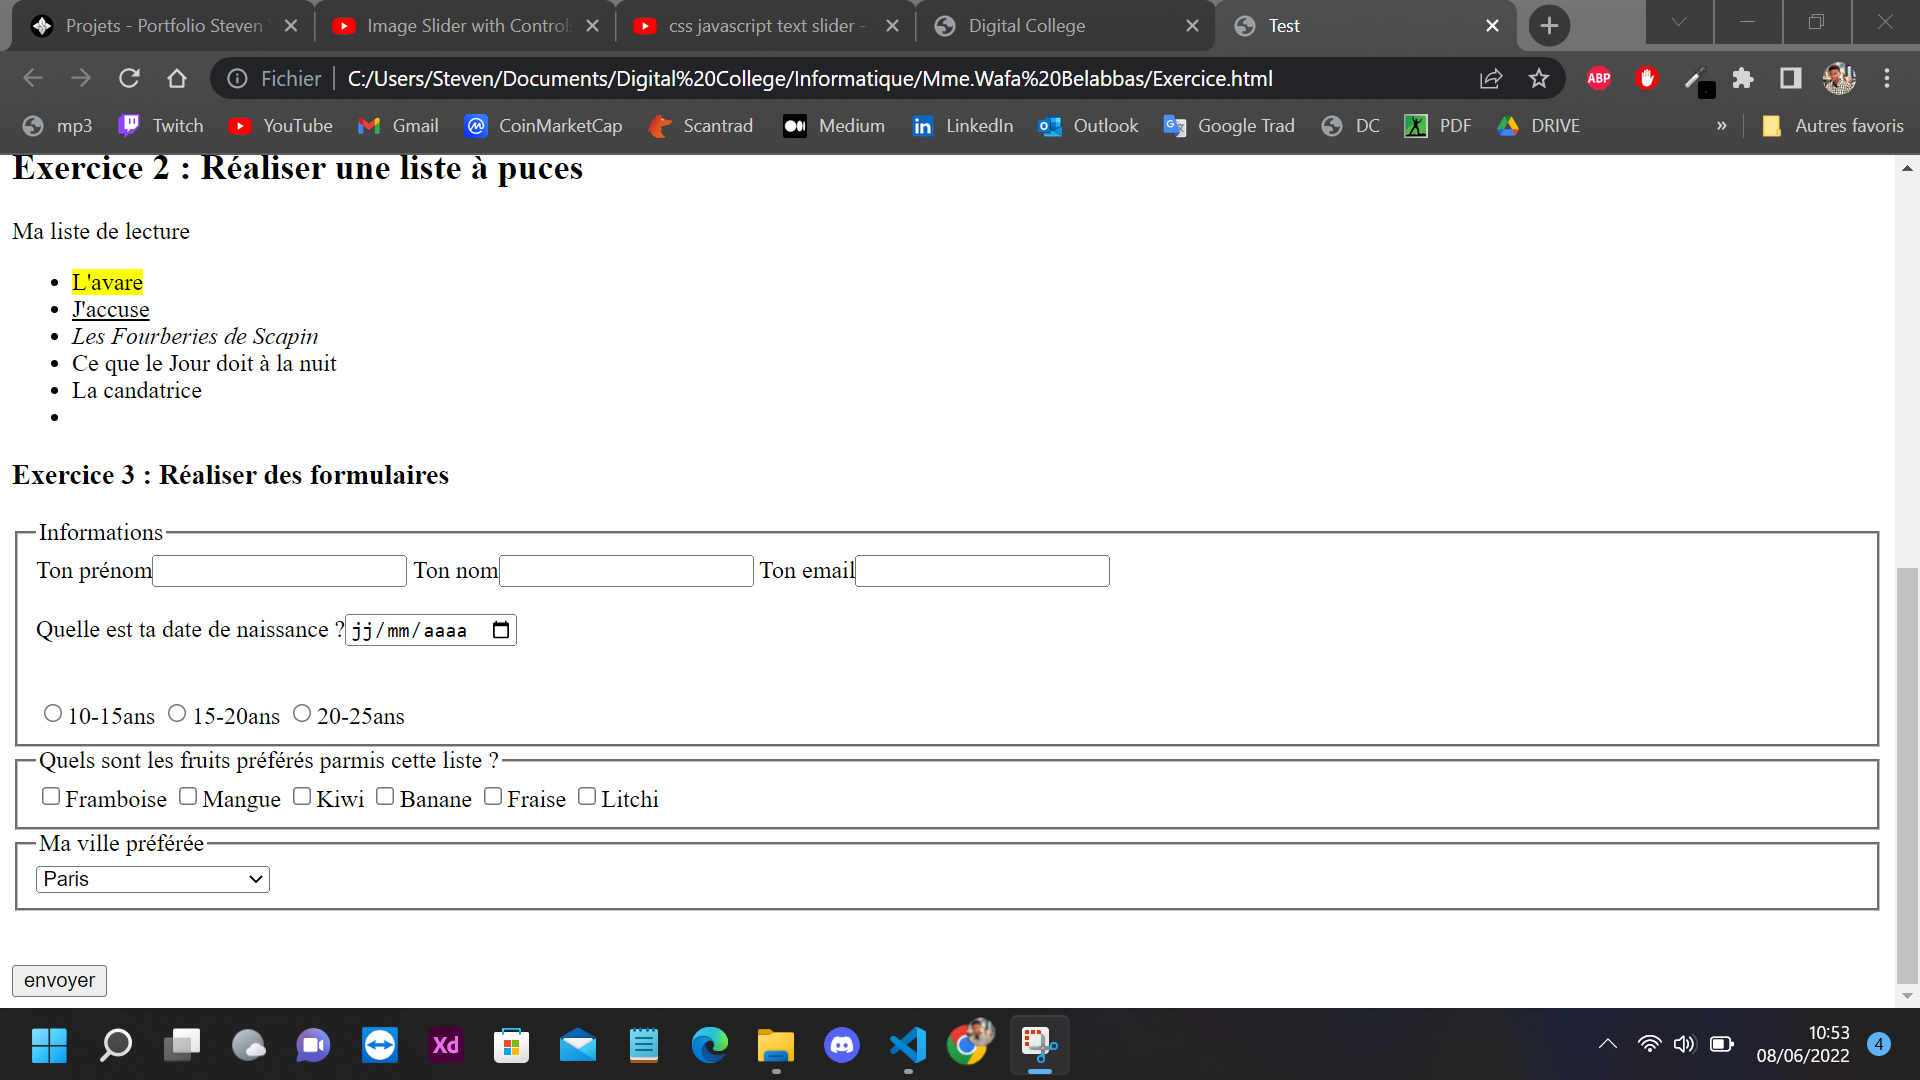 Projets - Portfolio Steven
Image Slider with Control
css javascript text slider -
Digital College
Test
Fichier
C:/Users/Steven/Documents/Digital%20College/Informatique/Mme.Wafa%20Belabbas/Exercice.html
ABP
mp3
Twitch
YouTube
Gmail
CoinMarketCap
Scantrad
Medium
LinkedIn
Outlook
Google Trad
DC
PDF
DRIVE
»
Autres favoris
Exercice 2 : Réaliser une liste à puces
Ma liste de lecture
L'avare
J'accuse
Les Fourberies de Scapin
Ce que le Jour doit à la nuit
La candatrice
Exercice 3 : Réaliser des formulaires
Informations
Ton prénom Ton nom Ton email
Quelle est ta date de naissance ? jj/mm/aaaa
10-15ans 15-20ans 20-25ans
Quels sont les fruits préférés parmis cette liste ?
Framboise Mangue Kiwi Banane Fraise Litchi
Ma ville préférée
Paris
envoyer
Xd
10:53
08/06/2022
4